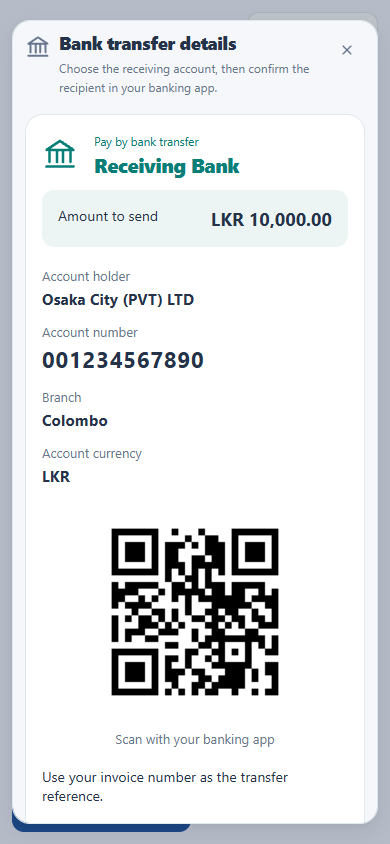 Bank transfer details
Choose the receiving account, then confirm the
recipient in your banking app.
Pay by bank transfer
Receiving Bank
Amount to send
LKR 10,000.00
Account holder
Osaka City (PVT) LTD
Account number
001234567890
Branch
Colombo
Account currency
LKR
Scan with your banking app
Use your invoice number as the transfer
reference.